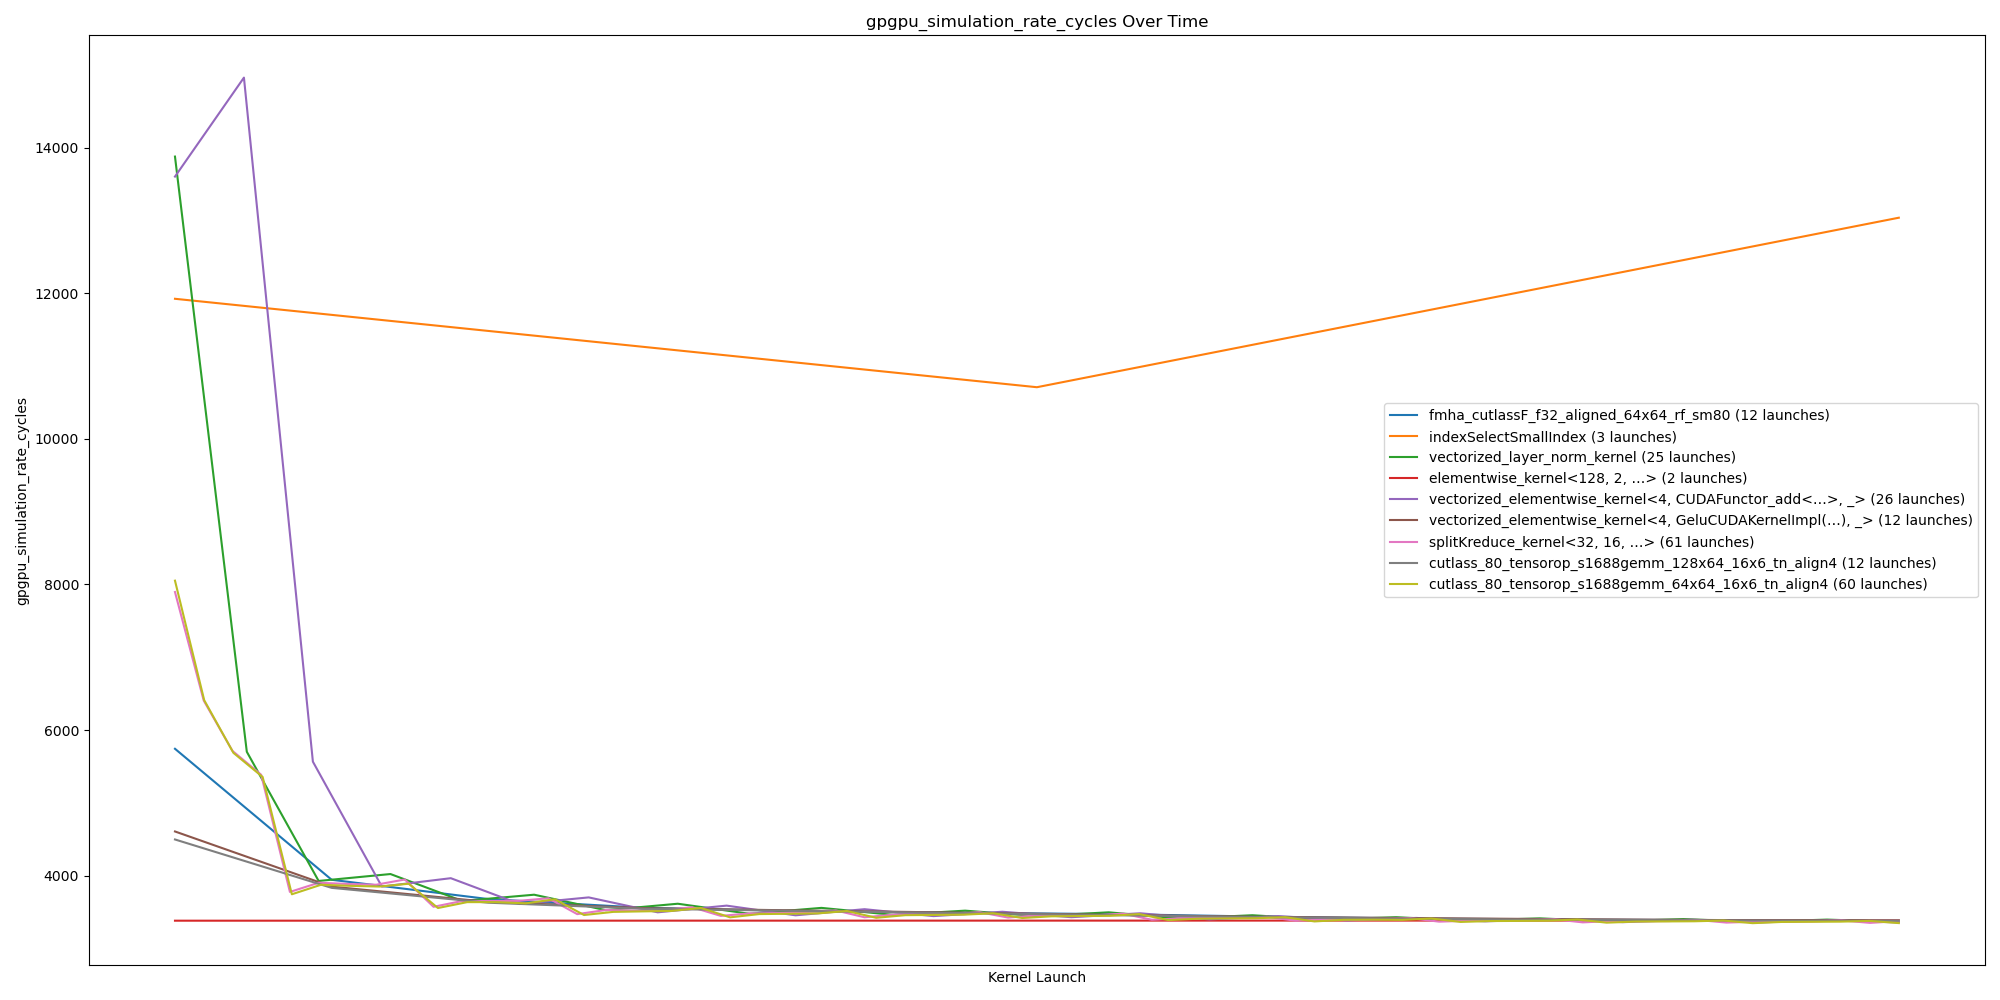 gpgpu_simulation_rate_cycles Over Time
gpgpu_simulation_rate_cycles
14000
12000
10000
8000
6000
4000
fmha_cutlassF_f32_aligned_64x64_rf_sm80 (12 launches)
indexSelectSmallIndex (3 launches)
vectorized_layer_norm_kernel (25 launches)
elementwise_kernel<128, 2, ...> (2 launches)
vectorized_elementwise_kernel<4, CUDAFunctor_add<...>, _> (26 launches)
vectorized_elementwise_kernel<4, GeluCUDAKernelImpl(...), _> (12 launches)
splitKreduce_kernel<32, 16, ...> (61 launches)
cutlass_80_tensorop_s1688gemm_128x64_16x6_tn_align4 (12 launches)
cutlass_80_tensorop_s1688gemm_64x64_16x6_tn_align4 (60 launches)
Kernel Launch